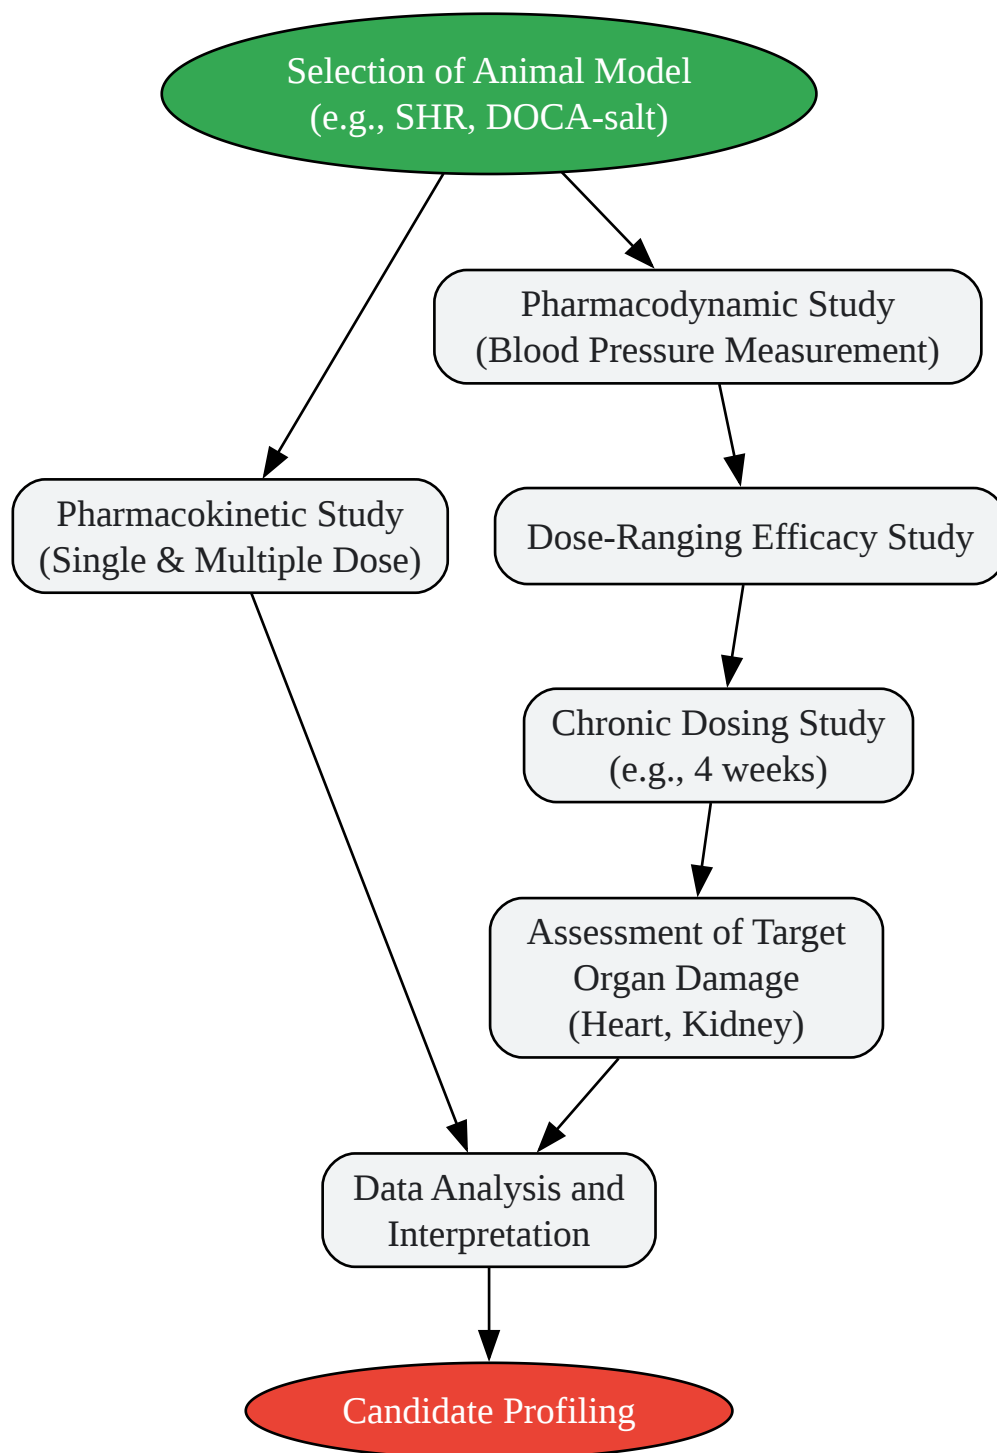 Selection of Animal Model
(e.g., SHR, DOCA-salt)
Pharmacodynamic Study
(Blood Pressure Measurement)
Pharmacokinetic Study
(Single & Multiple Dose)
Dose-Ranging Efficacy Study
Chronic Dosing Study
(e.g., 4 weeks)
Assessment of Target
Organ Damage
(Heart, Kidney)
Data Analysis and
Interpretation
Candidate Profiling